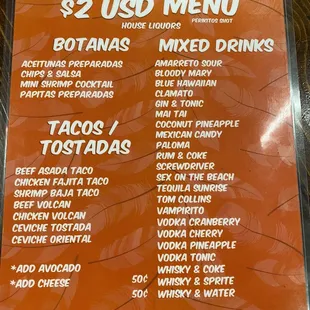 $2 USD MENU
HOUSE LIQUORS
PERINITOS SHOT
BOTANAS
ACEITUNAS PREPARADAS
CHIPS & SALSA
MINI SHRIMP COCKTAIL
PAPITAS PREPARADAS
TACOS /
TOSTADAS
BEEF ASADA TACO
CHICKEN FAJITA TACO
SHRIMP BAJA TACO
BEEF VOLCAN
CHICKEN VOLCAN
CEVICHE TOSTADA
CEVICHE ORIENTAL
*ADD AVOCADO 50¢
*ADD CHEESE 50¢
MIXED DRINKS
AMARETTO SOUR
BLOODY MARY
BLUE HAWAIIAN
CLAMATO
GIN & TONIC
MAI TAI
COCONUT PINEAPPLE
MEXICAN CANDY
PALOMA
RUM & COKE
SCREWDRIVER
SEX ON THE BEACH
TEQUILA SUNRISE
TOM COLLINS
VAMPIRITO
VODKA CRANBERRY
VODKA CHERRY
VODKA PINEAPPLE
VODKA TONIC
WHISKY & COKE
WHISKY & SPRITE
WHISKY & WATER